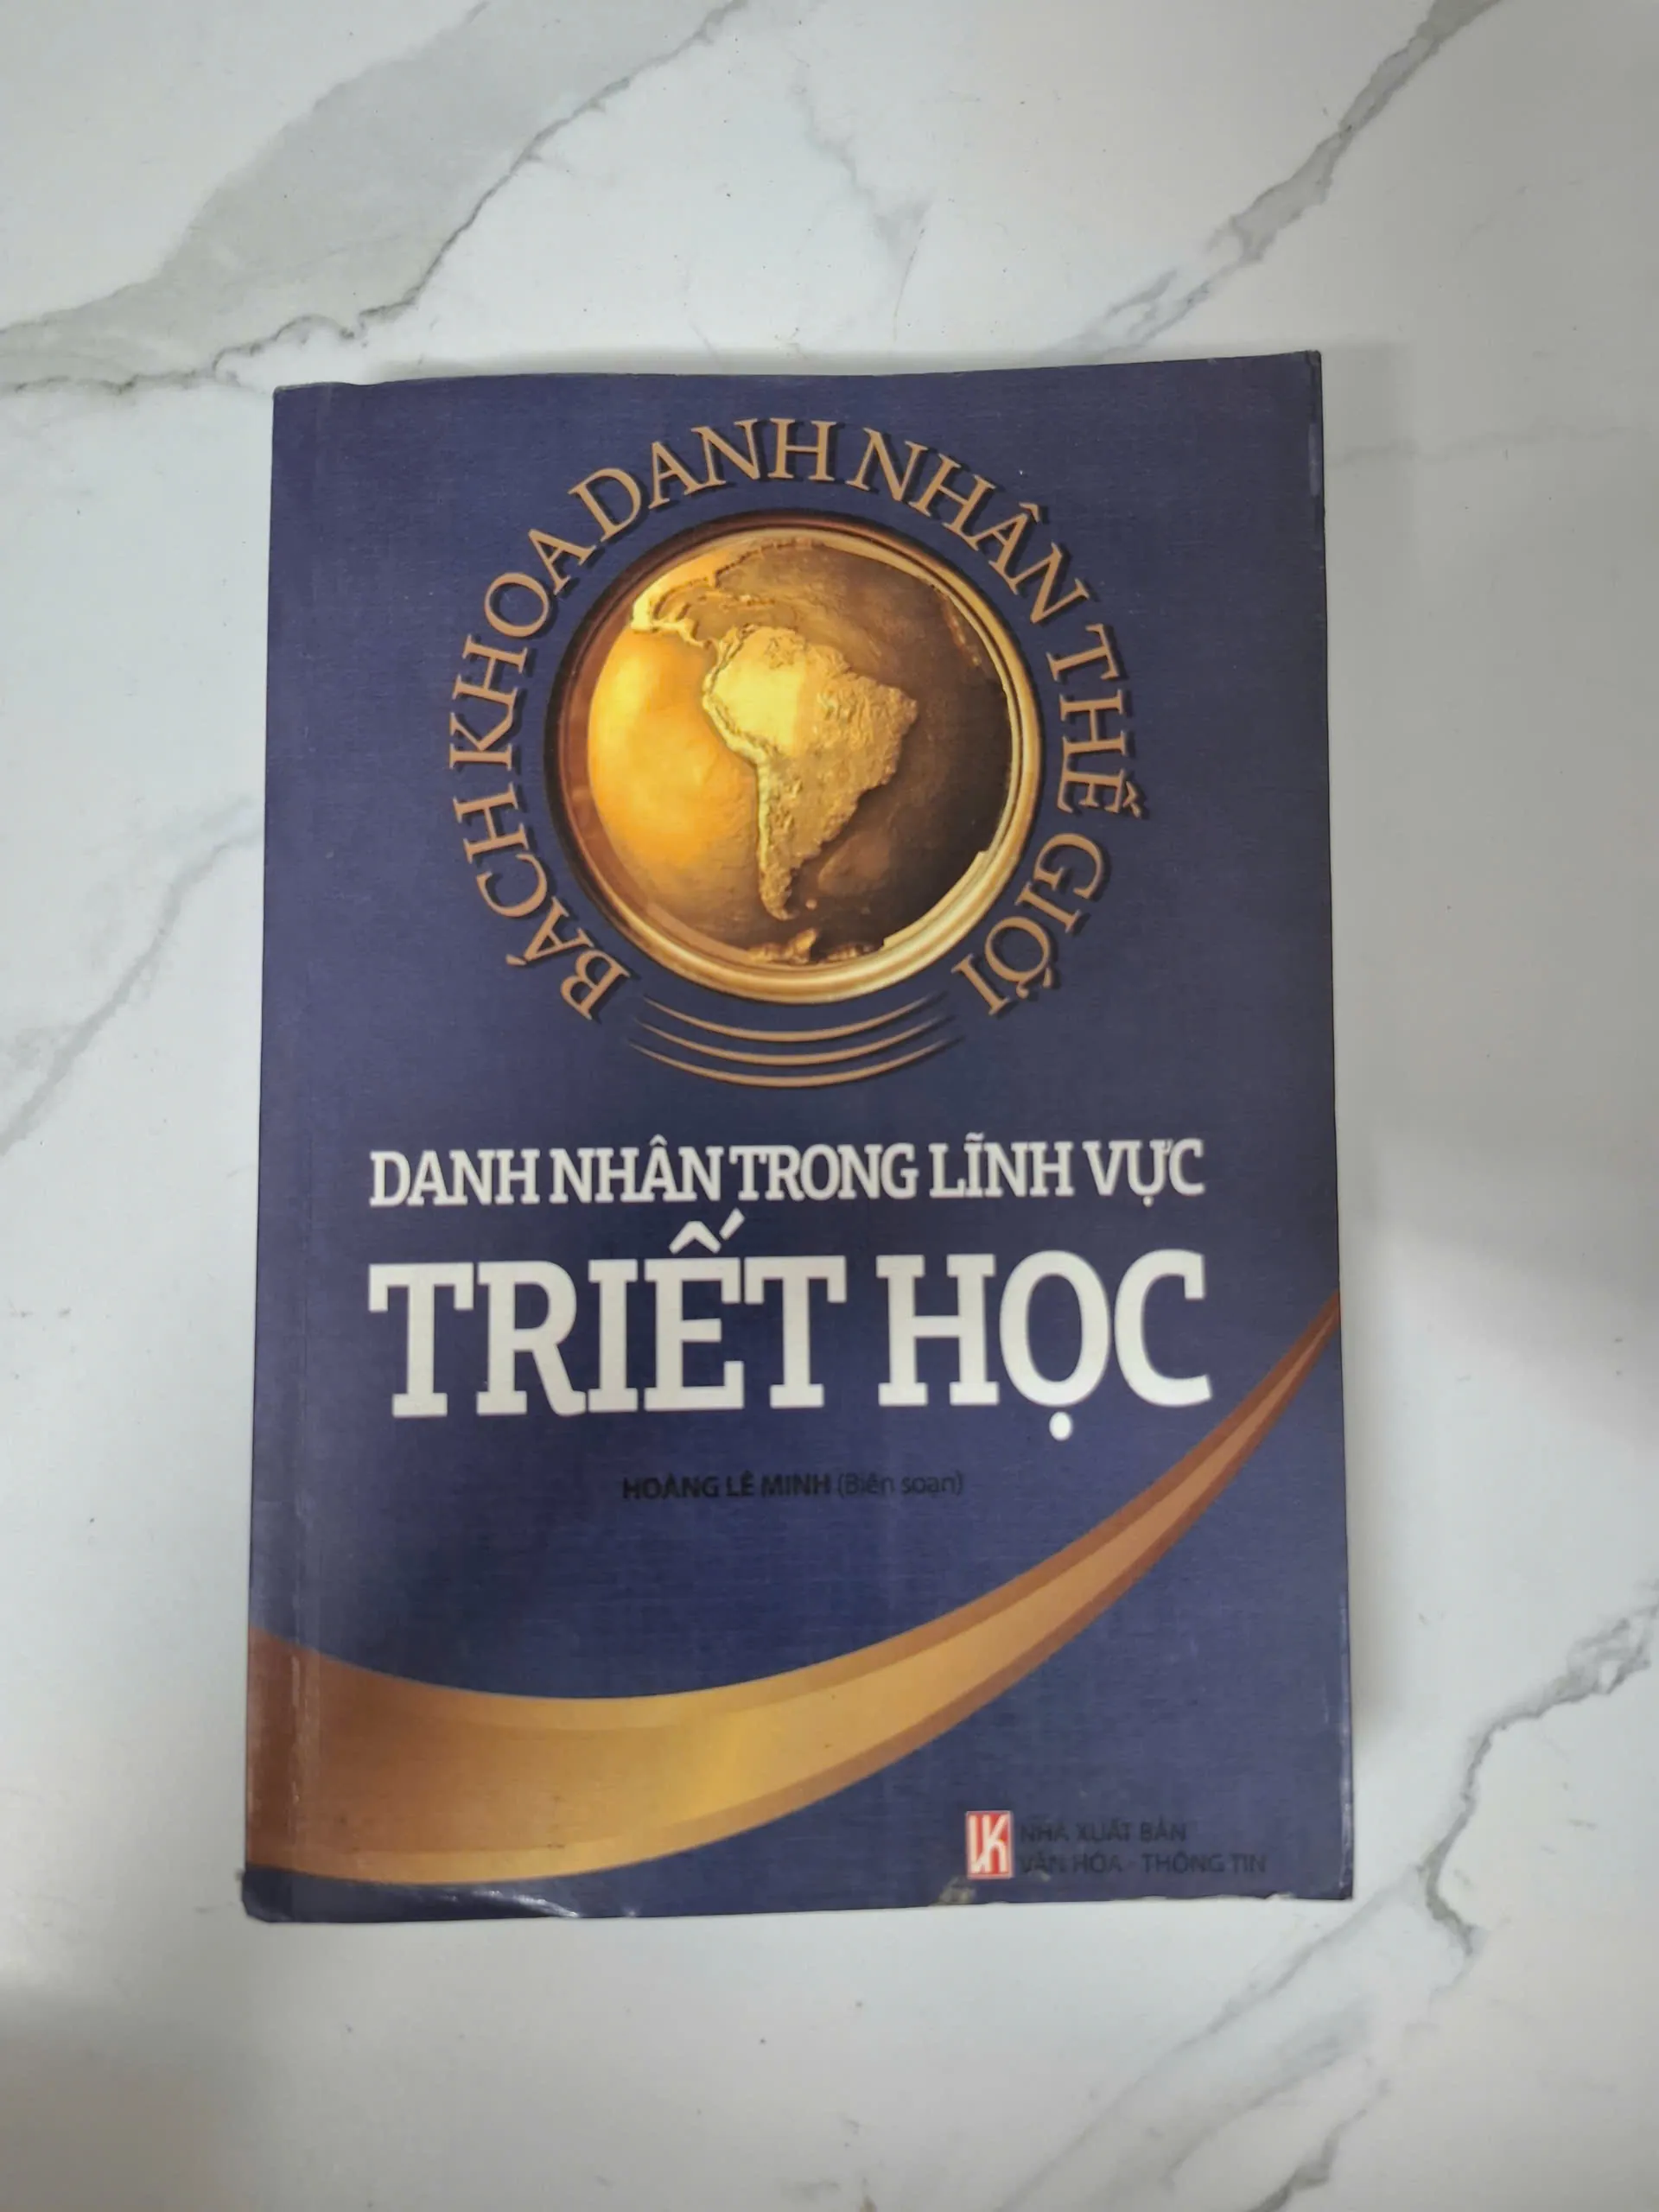 BÁCH KHOA DANH NHÂN THẾ GIỚI
DANH NHÂN TRONG LĨNH VỰC
TRIẾT HỌC
HOÀNG LÊ MINH (Biên soạn)
NHÀ XUẤT BẢN
VĂN HÓA - THÔNG TIN